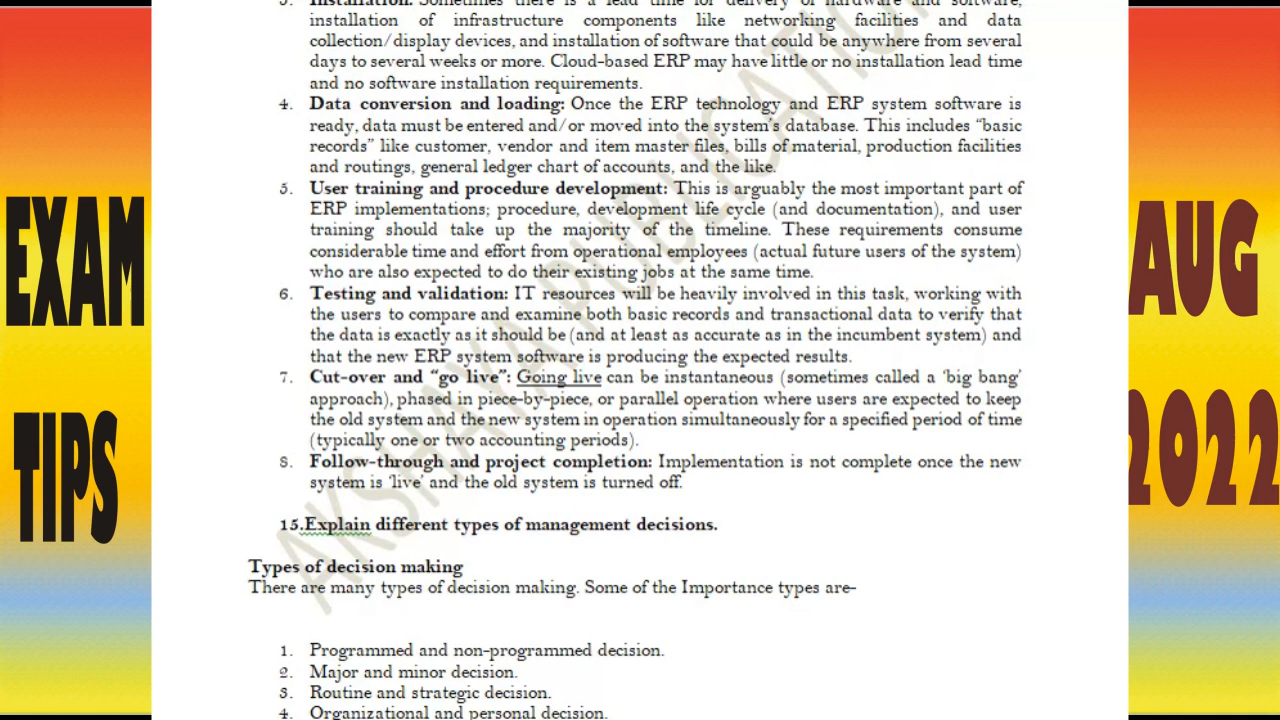 3. Installation: Sometimes there is a lead time for delivery of hardware and software,
installation of infrastructure components like networking facilities and data
collection/display devices, and installation of software that could be anywhere from several
days to several weeks or more. Cloud-based ERP may have little or no installation lead time
and no software installation requirements.
4. Data conversion and loading: Once the ERP technology and ERP system software is
ready, data must be entered and/or moved into the system's database. This includes "basic
records" like customer, vendor and item master files, bills of material, production facilities
and routings, general ledger chart of accounts, and the like.
5. User training and procedure development: This is arguably the most important part of
ERP implementations; procedure, development life cycle (and documentation), and user
training should take up the majority of the timeline. These requirements consume
considerable time and effort from operational employees (actual future users of the system)
who are also expected to do their existing jobs at the same time.
6. Testing and validation: IT resources will be heavily involved in this task, working with
the users to compare and examine both basic records and transactional data to verify that
the data is exactly as it should be (and at least as accurate as in the incumbent system) and
that the new ERP system software is producing the expected results.
7. Cut-over and "go live": Going live can be instantaneous (sometimes called a 'big bang'
approach), phased in piece-by-piece, or parallel operation where users are expected to keep
the old system and the new system in operation simultaneously for a specified period of time
(typically one or two accounting periods).
8. Follow-through and project completion: Implementation is not complete once the new
system is 'live' and the old system is turned off.
15.Explain different types of management decisions.
Types of decision making
There are many types of decision making. Some of the Importance types are-
1. Programmed and non-programmed decision.
2. Major and minor decision.
3. Routine and strategic decision.
4. Organizational and personal decision.
EXAM
TIPS
AUG
2022
AKSHAYA PUBLICATION